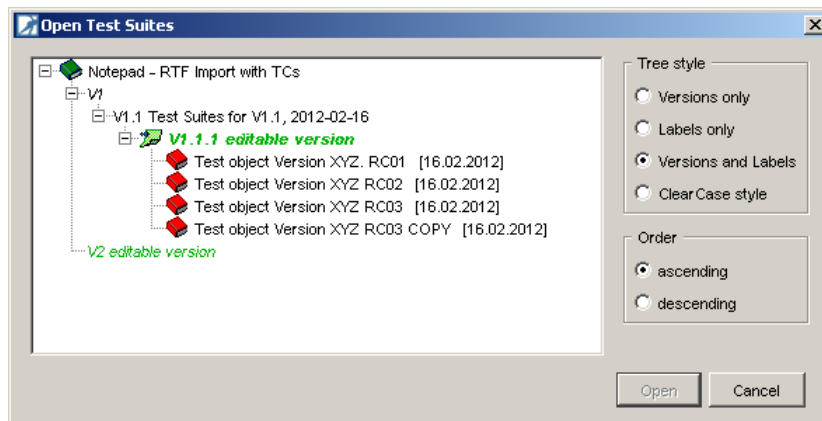 Open Test Suites
Notepad - RTF Import with TCs
V1
V1.1 Test Suites for V1.1, 2012-02-16
V1.1.1 editable version
Test object Version XYZ. RC01 [16.02.2012]
Test object Version XYZ RC02 [16.02.2012]
Test object Version XYZ RC03 [16.02.2012]
Test object Version XYZ RC03 COPY [16.02.2012]
V2 editable version
Tree style
Versions only
Labels only
Versions and Labels
ClearCase style
Order
ascending
descending
Open
Cancel